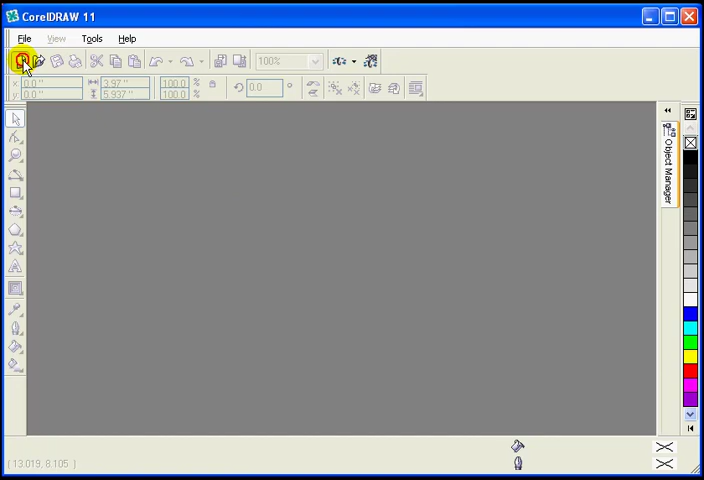 CorelDRAW 11
File View Tools Help
100%
x: 0.0 " 3.97 " 100.0 %
y: 0.0 " 5.937 " 100.0 %
0.0 °
Object Manager
( 13.019, 8.105 )